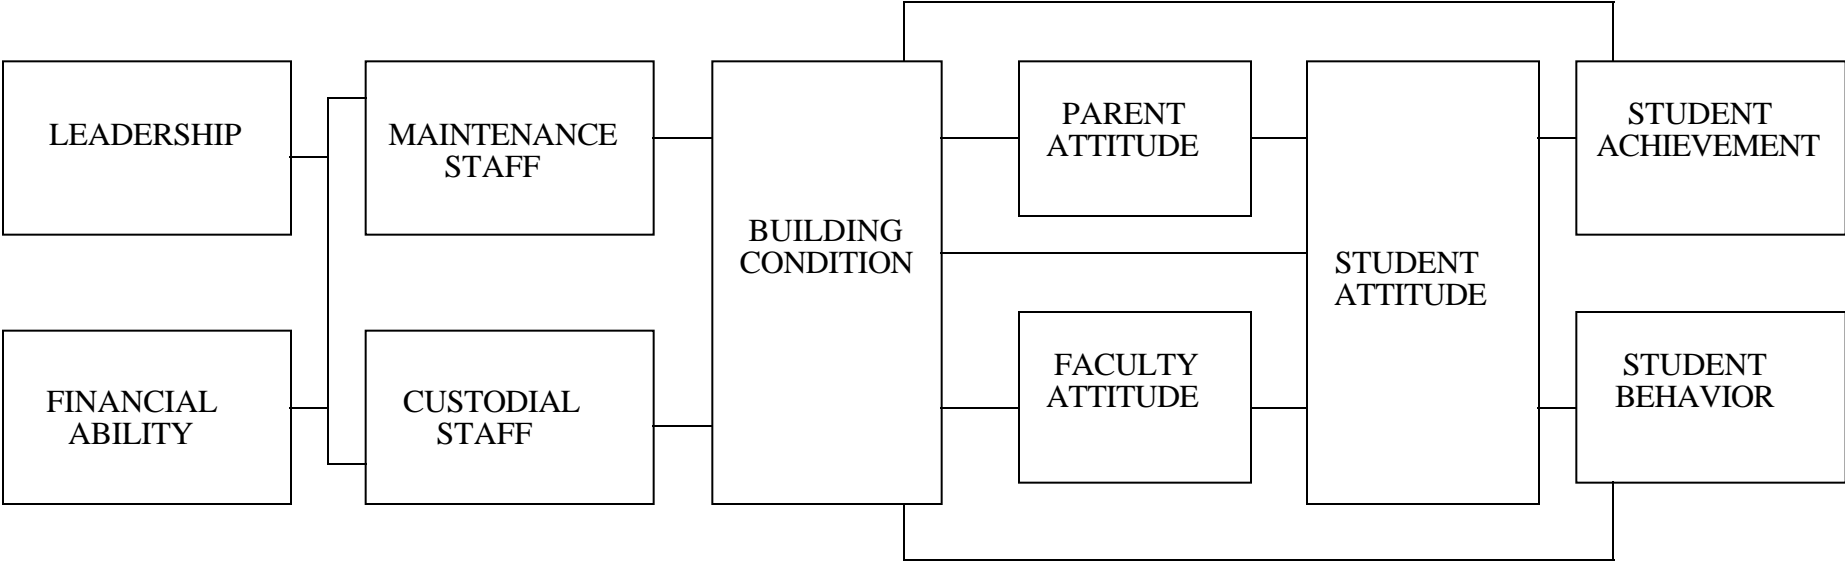 LEADERSHIP
MAINTENANCE
STAFF
BUILDING
CONDITION
PARENT
ATTITUDE
STUDENT
ATTITUDE
STUDENT
ACHIEVEMENT
FINANCIAL
ABILITY
CUSTODIAL
STAFF
FACULTY
ATTITUDE
STUDENT
BEHAVIOR